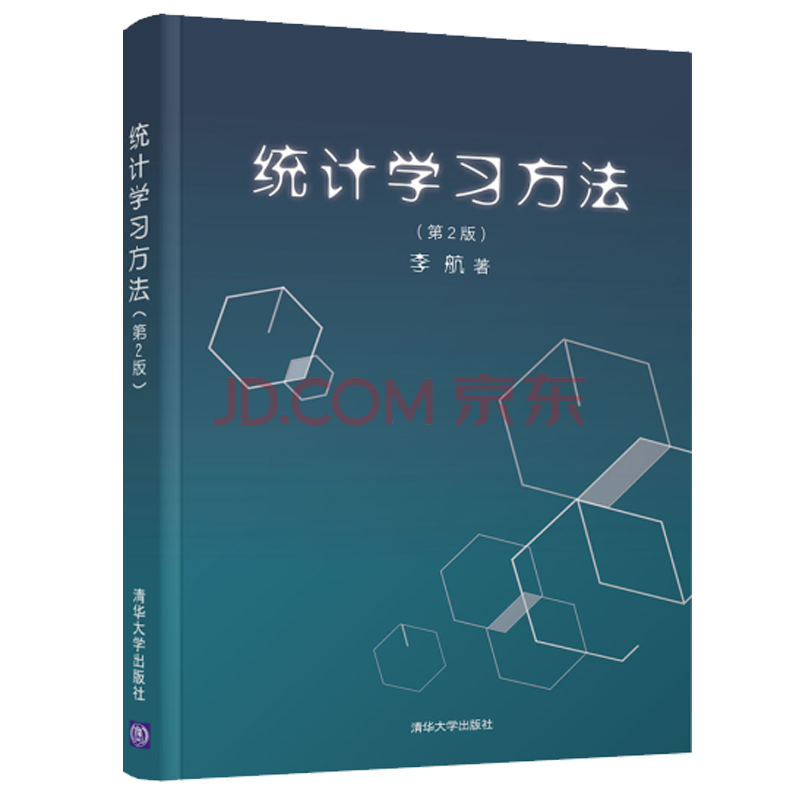 统计学习方法
（第2版）
李航 著
JD.COM 京东
清华大学出版社
统计学习方法（第2版）
清华大学出版社